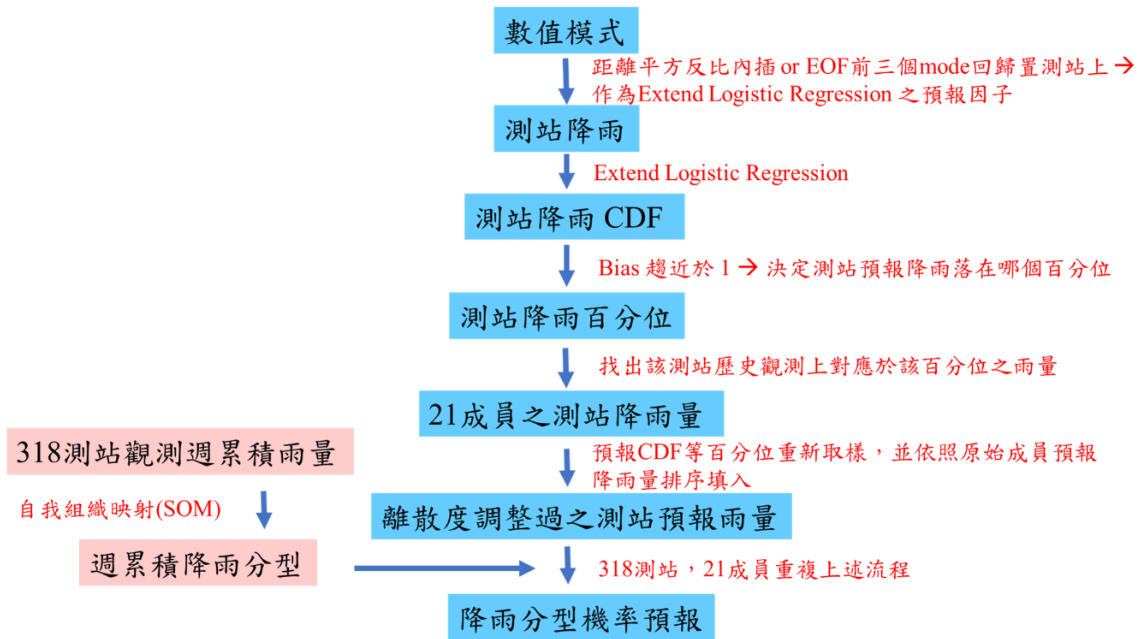 數值模式
距離平方反比內插 or EOF前三個mode回歸置測站上 →
作為Extend Logistic Regression 之預報因子
測站降雨
Extend Logistic Regression
測站降雨 CDF
Bias 趨近於 1 → 決定測站預報降雨落在哪個百分位
測站降雨百分位
找出該測站歷史觀測上對應於該百分位之雨量
21成員之測站降雨量
318測站觀測週累積雨量
預報CDF等百分位重新取樣，並依照原始成員預報
降雨量排序填入
自我組織映射(SOM)
離散度調整過之測站預報雨量
週累積降雨分型
318測站，21成員重複上述流程
降雨分型機率預報